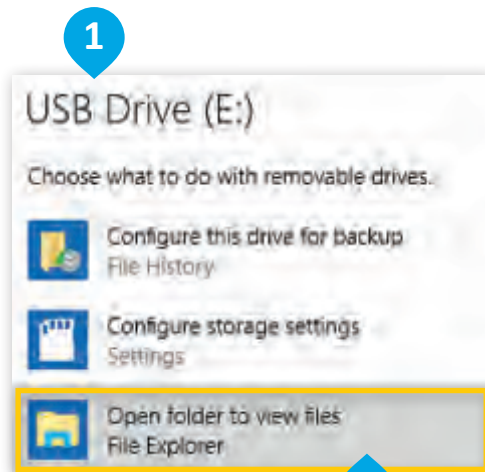 1
USB Drive (E:)
Choose what to do with removable drives.
Configure this drive for backup
File History
Configure storage settings
Settings
Open folder to view files
File Explorer